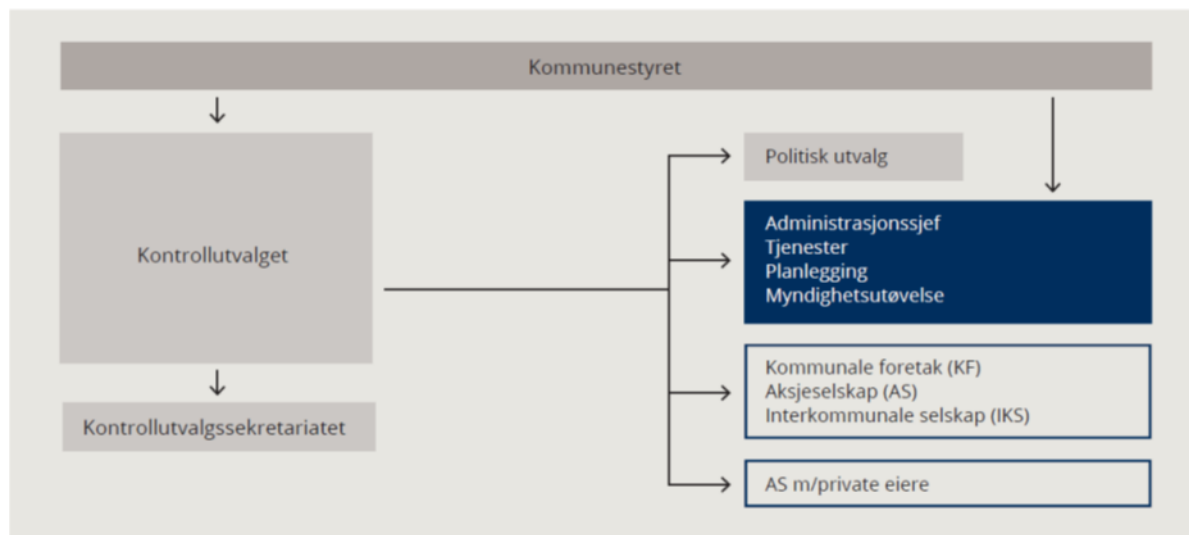 Kommunestyret
Kontrollutvalget
Kontrollutvalgssekretariatet
Politisk utvalg
Administrasjonssjef
Tjenester
Planlegging
Myndighetsutøvelse
Kommunale foretak (KF)
Aksjeselskap (AS)
Interkommunale selskap (IKS)
AS m/private eiere